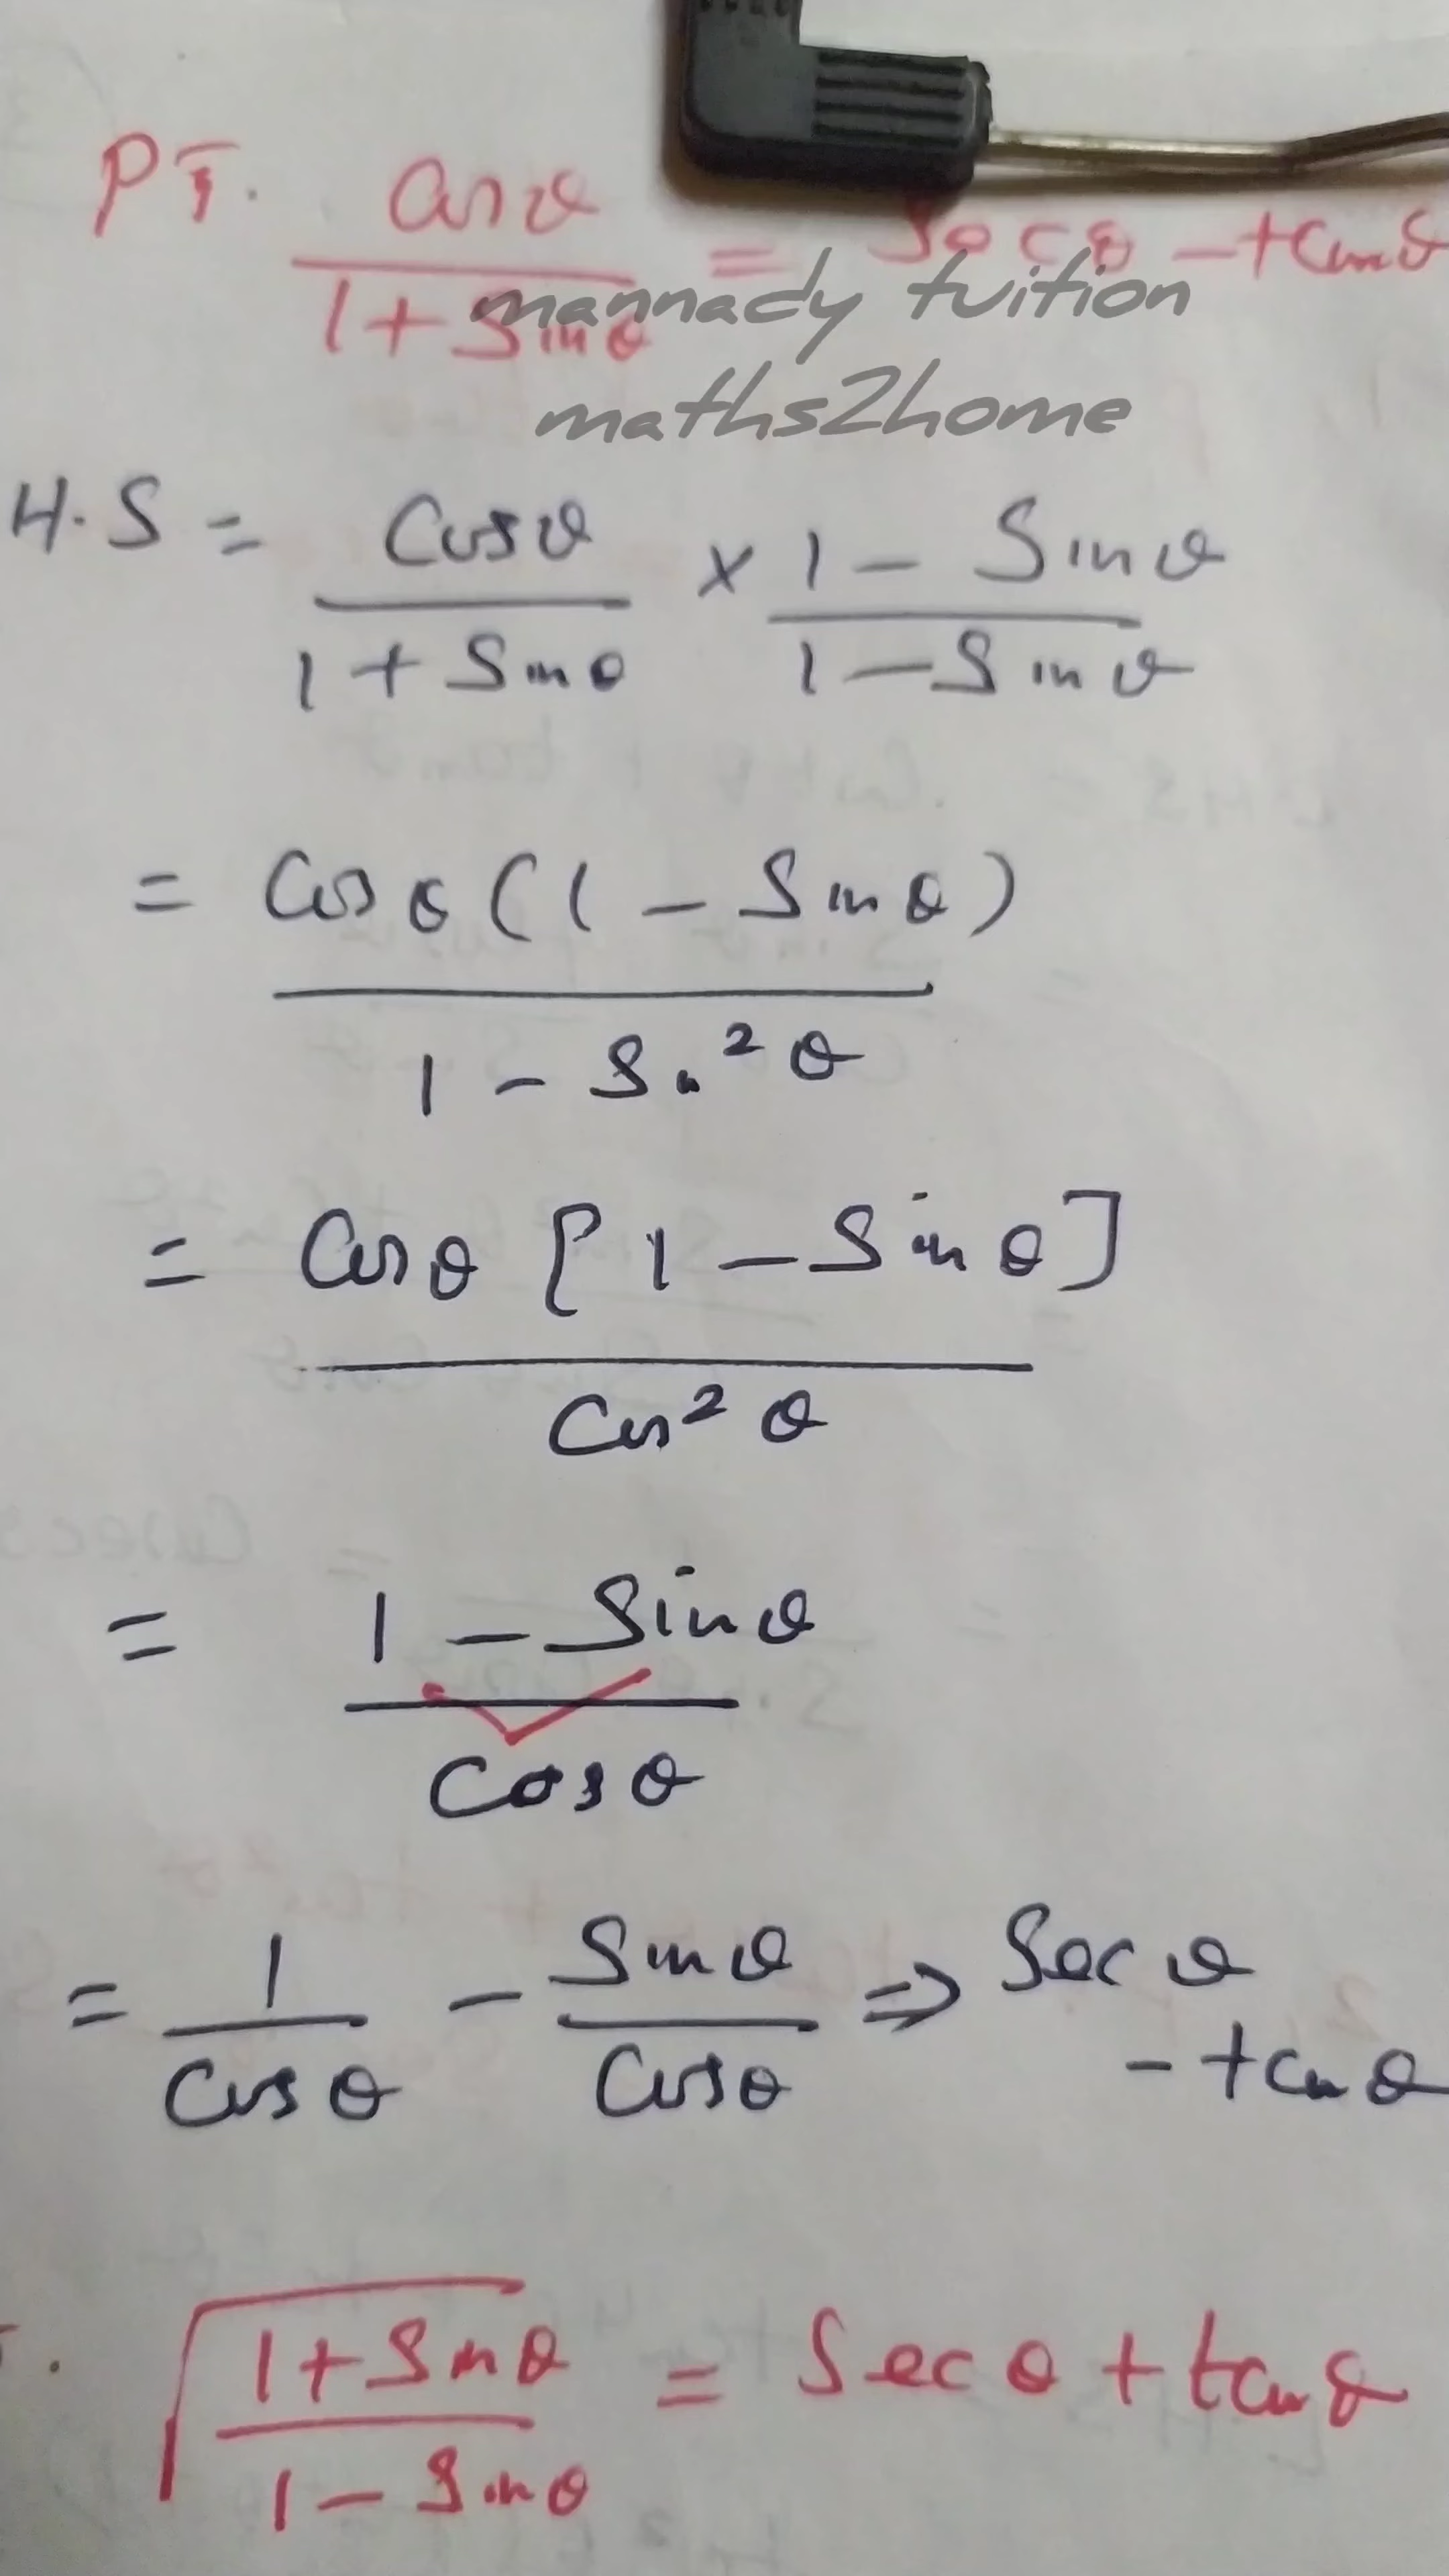 PT. Cosθ / 1 + Sinθ = Secθ - tanθ
mannady tuition
maths2home
H.S = Cosθ / 1 + Sinθ × 1 - Sinθ / 1 - Sinθ
= Cosθ (1 - Sinθ) / 1 - Sin²θ
= Cosθ [1 - Sinθ] / Cos²θ
= 1 - Sinθ / Cosθ
= 1 / Cosθ - Sinθ / Cosθ ⇒ Secθ
- tanθ
. √ 1 + Sinθ / 1 - Sinθ = Secθ + tanθ